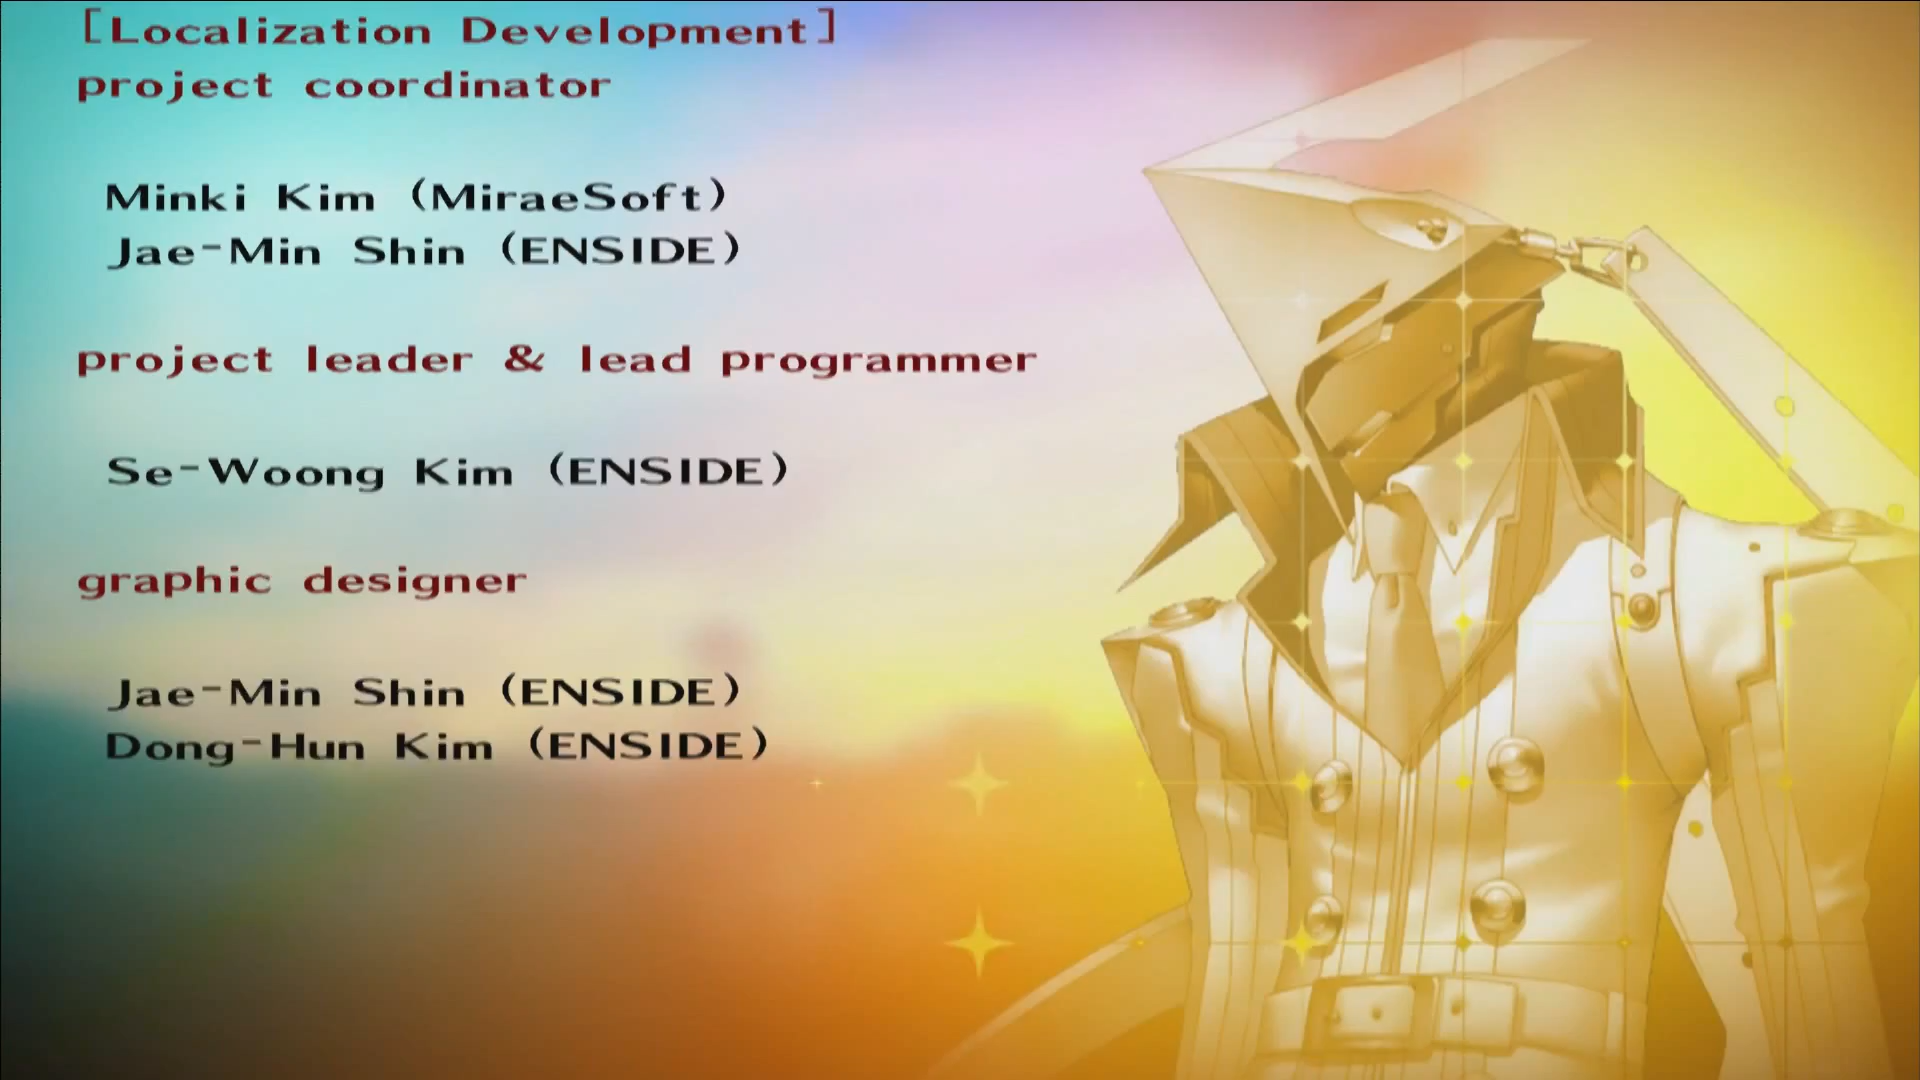 [Localization Development]
project coordinator
Minki Kim (MiraeSoft)
Jae-Min Shin (ENSIDE)
project leader & lead programmer
Se-Woong Kim (ENSIDE)
graphic designer
Jae-Min Shin (ENSIDE)
Dong-Hun Kim (ENSIDE)